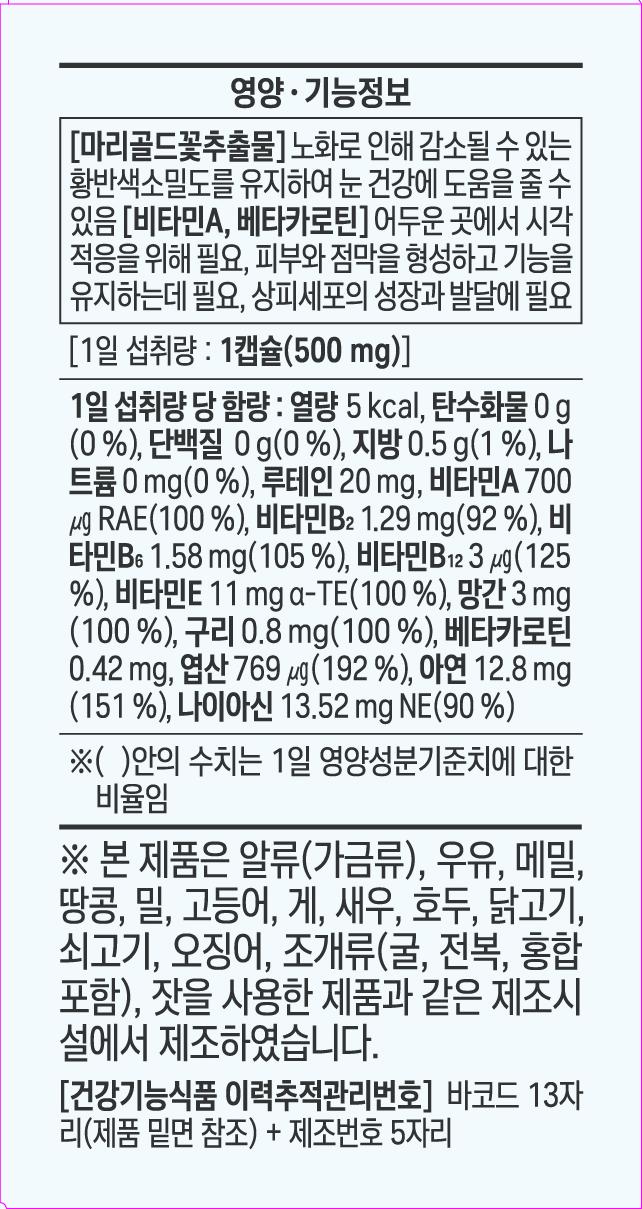 영양·기능정보
[마리골드꽃추출물] 노화로 인해 감소될 수 있는
황반색소밀도를 유지하여 눈 건강에 도움을 줄 수
있음 [비타민A, 베타카로틴] 어두운 곳에서 시각
적응을 위해 필요, 피부와 점막을 형성하고 기능을
유지하는데 필요, 상피세포의 성장과 발달에 필요
[1일 섭취량 : 1캡슐(500 mg)]
1일 섭취량 당 함량 : 열량 5 kcal, 탄수화물 0 g
(0 %), 단백질 0 g(0 %), 지방 0.5 g(1 %), 나
트륨 0 mg(0 %), 루테인 20 mg, 비타민A 700
㎍ RAE(100 %), 비타민B₂ 1.29 mg(92 %), 비
타민B₆ 1.58 mg(105 %), 비타민B₁₂ 3 ㎍(125
%), 비타민E 11 mg α-TE(100 %), 망간 3 mg
(100 %), 구리 0.8 mg(100 %), 베타카로틴
0.42 mg, 엽산 769 ㎍(192 %), 아연 12.8 mg
(151 %), 나이아신 13.52 mg NE(90 %)
※( )안의 수치는 1일 영양성분기준치에 대한
비율임
※ 본 제품은 알류(가금류), 우유, 메밀,
땅콩, 밀, 고등어, 게, 새우, 호두, 닭고기,
쇠고기, 오징어, 조개류(굴, 전복, 홍합
포함), 잣을 사용한 제품과 같은 제조시
설에서 제조하였습니다.
[건강기능식품 이력추적관리번호] 바코드 13자
리(제품 밑면 참조) + 제조번호 5자리